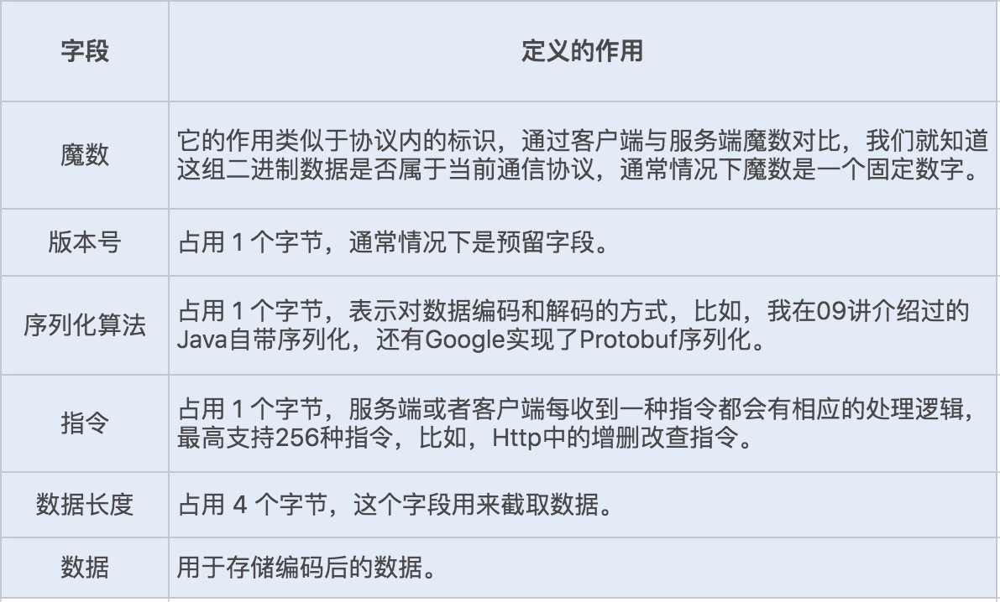 字段
定义的作用
魔数
它的作用类似于协议内的标识，通过客户端与服务端魔数对比，我们就知道
这组二进制数据是否属于当前通信协议，通常情况下魔数是一个固定数字。
版本号
占用 1 个字节，通常情况下是预留字段。
序列化算法
占用 1 个字节，表示对数据编码和解码的方式，比如，我在09讲介绍过的
Java自带序列化，还有Google实现了Protobuf序列化。
指令
占用 1 个字节，服务端或者客户端每收到一种指令都会有相应的处理逻辑，
最高支持256种指令，比如，Http中的增删改查指令。
数据长度
占用 4 个字节，这个字段用来截取数据。
数据
用于存储编码后的数据。